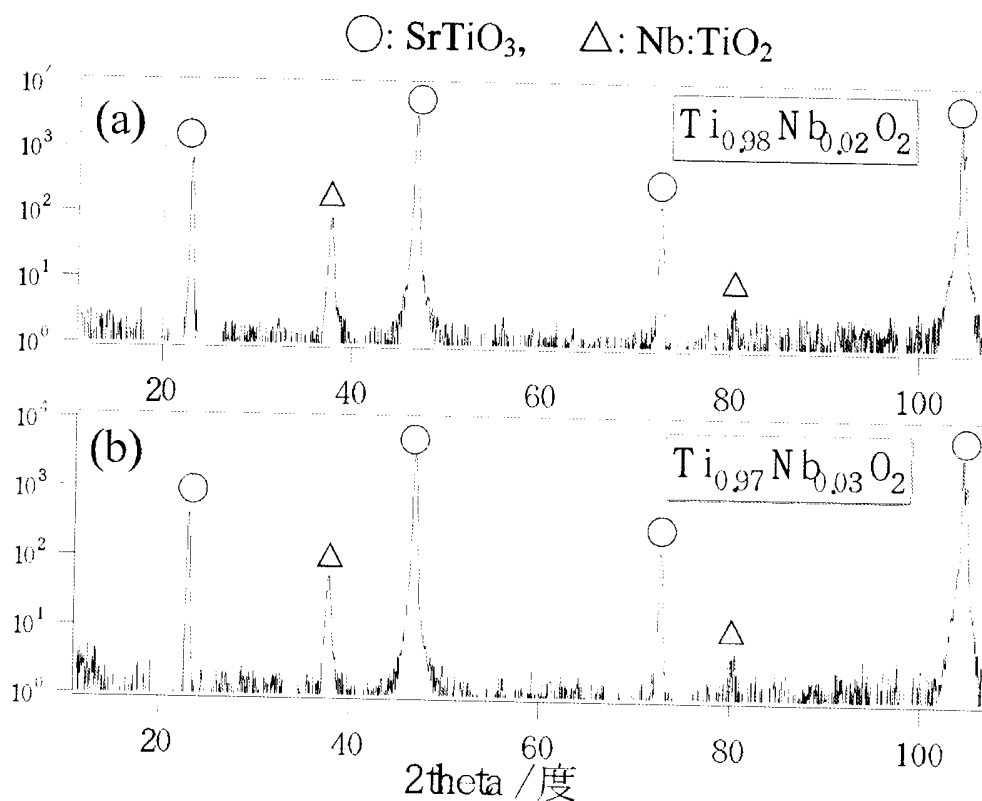 ○: SrTiO₃, △: Nb:TiO₂
(a)
Ti₀.₉₈Nb₀.₀₂O₂
10³
10²
10¹
10⁰
20 40 60 80 100
(b)
Ti₀.₉₇Nb₀.₀₃O₂
10³
10²
10¹
10⁰
20 40 60 80 100
2theta /度